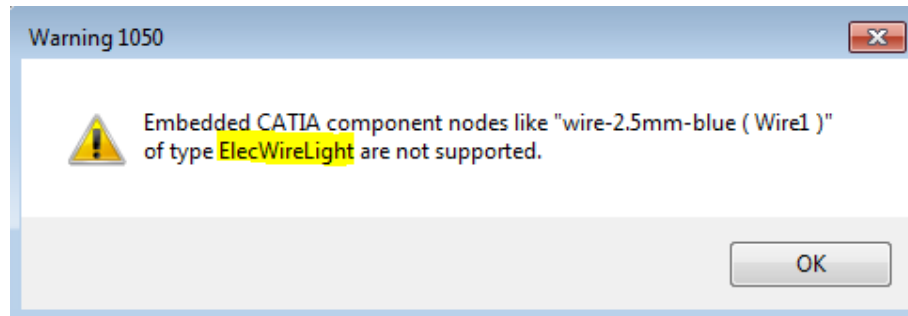 Warning 1050
Embedded CATIA component nodes like "wire-2.5mm-blue ( Wire1 )"
of type ElecWireLight are not supported.
OK